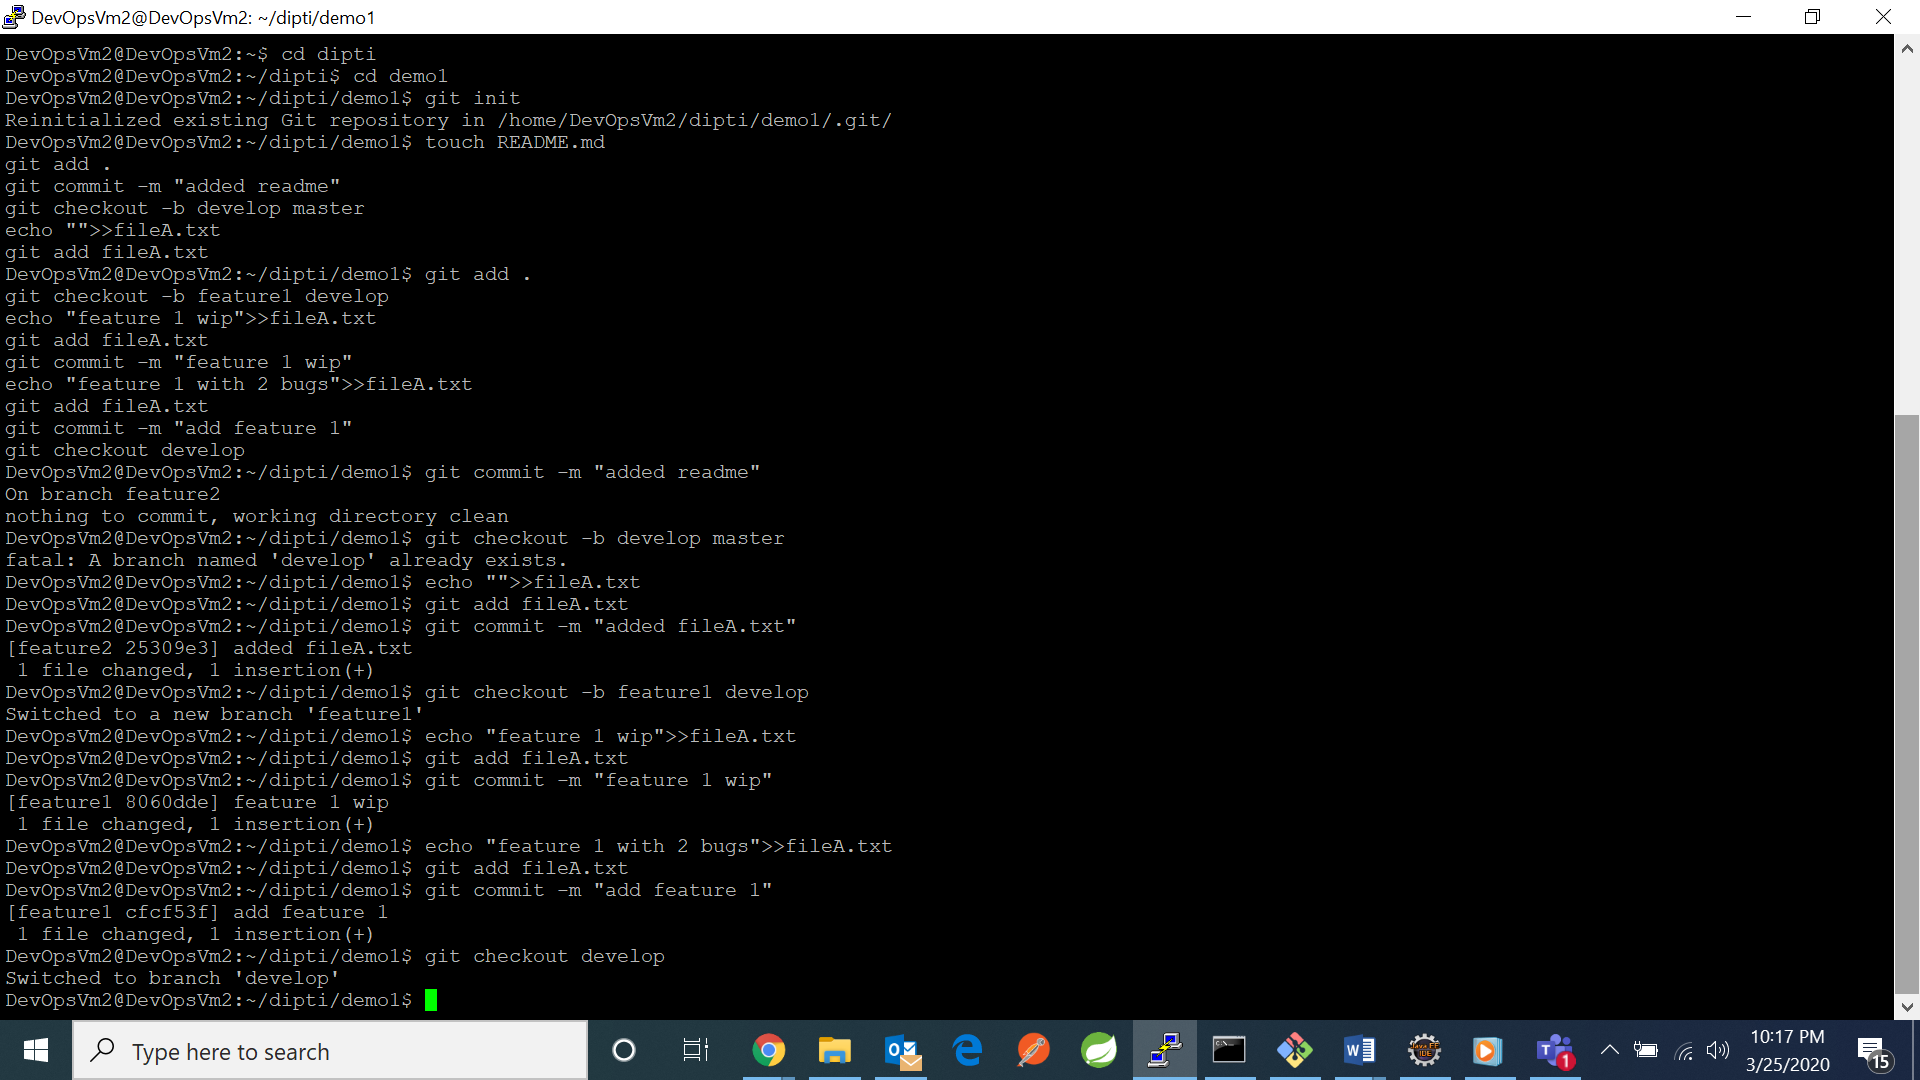 DevOpsVm2@DevOpsVm2: ~/dipti/demo1
DevOpsVm2@DevOpsVm2:~$ cd dipti
DevOpsVm2@DevOpsVm2:~/dipti$ cd demo1
DevOpsVm2@DevOpsVm2:~/dipti/demo1$ git init
Reinitialized existing Git repository in /home/DevOpsVm2/dipti/demo1/.git/
DevOpsVm2@DevOpsVm2:~/dipti/demo1$ touch README.md
git add .
git commit -m "added readme"
git checkout -b develop master
echo "">>fileA.txt
git add fileA.txt
DevOpsVm2@DevOpsVm2:~/dipti/demo1$ git add .
git checkout -b feature1 develop
echo "feature 1 wip">>fileA.txt
git add fileA.txt
git commit -m "feature 1 wip"
echo "feature 1 with 2 bugs">>fileA.txt
git add fileA.txt
git commit -m "add feature 1"
git checkout develop
DevOpsVm2@DevOpsVm2:~/dipti/demo1$ git commit -m "added readme"
On branch feature2
nothing to commit, working directory clean
DevOpsVm2@DevOpsVm2:~/dipti/demo1$ git checkout -b develop master
fatal: A branch named 'develop' already exists.
DevOpsVm2@DevOpsVm2:~/dipti/demo1$ echo "">>fileA.txt
DevOpsVm2@DevOpsVm2:~/dipti/demo1$ git add fileA.txt
DevOpsVm2@DevOpsVm2:~/dipti/demo1$ git commit -m "added fileA.txt"
[feature2 25309e3] added fileA.txt
 1 file changed, 1 insertion(+)
DevOpsVm2@DevOpsVm2:~/dipti/demo1$ git checkout -b feature1 develop
Switched to a new branch 'feature1'
DevOpsVm2@DevOpsVm2:~/dipti/demo1$ echo "feature 1 wip">>fileA.txt
DevOpsVm2@DevOpsVm2:~/dipti/demo1$ git add fileA.txt
DevOpsVm2@DevOpsVm2:~/dipti/demo1$ git commit -m "feature 1 wip"
[feature1 8060dde] feature 1 wip
 1 file changed, 1 insertion(+)
DevOpsVm2@DevOpsVm2:~/dipti/demo1$ echo "feature 1 with 2 bugs">>fileA.txt
DevOpsVm2@DevOpsVm2:~/dipti/demo1$ git add fileA.txt
DevOpsVm2@DevOpsVm2:~/dipti/demo1$ git commit -m "add feature 1"
[feature1 cfcf53f] add feature 1
 1 file changed, 1 insertion(+)
DevOpsVm2@DevOpsVm2:~/dipti/demo1$ git checkout develop
Switched to branch 'develop'
DevOpsVm2@DevOpsVm2:~/dipti/demo1$
Type here to search
10:17 PM
3/25/2020
1
15